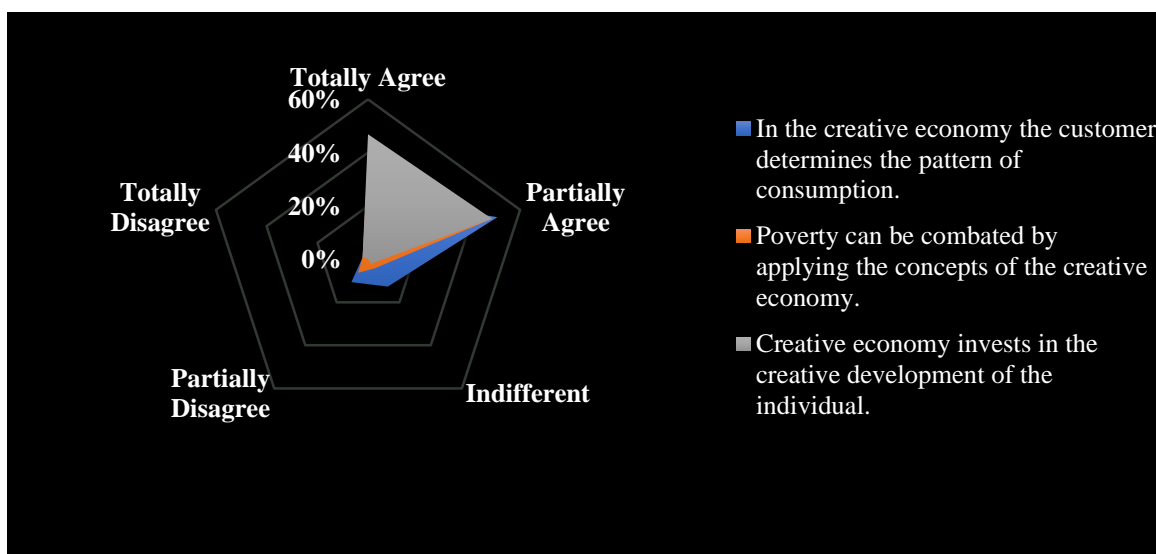 Totally Agree
60%
40%
20%
0%
Partially
Agree
Indifferent
Partially
Disagree
Totally
Disagree
In the creative economy the customer
determines the pattern of
consumption.
Poverty can be combated by
applying the concepts of the creative
economy.
Creative economy invests in the
creative development of the
individual.